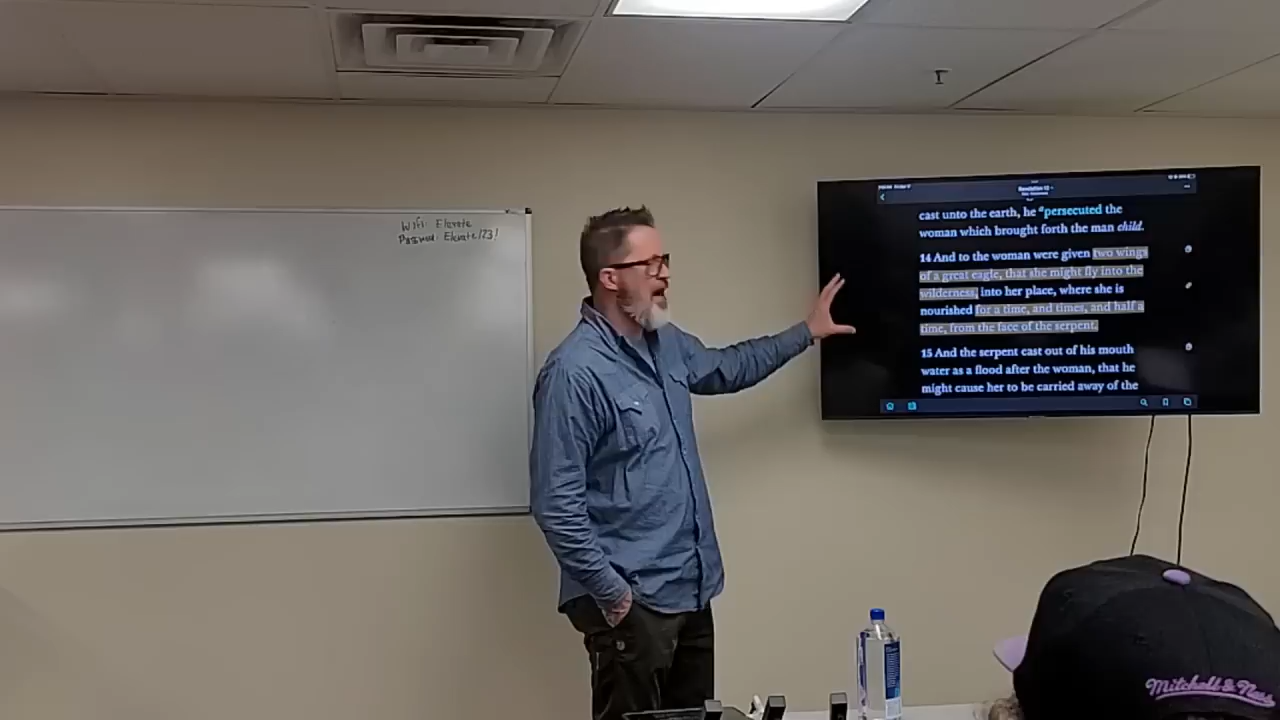 Wifi: Elevate
Elevate123!
Revelation 12
cast unto the earth, he "persecuted the
woman which brought forth the man child.
14 And to the woman were given two wings
of a great eagle, that she might fly into the
wilderness, into her place, where she is
nourished for a time, and times, and half a
time, from the face of the serpent.
15 And the serpent cast out of his mouth
water as a flood after the woman, that he
might cause her to be carried away of the
Mitchell & Ness